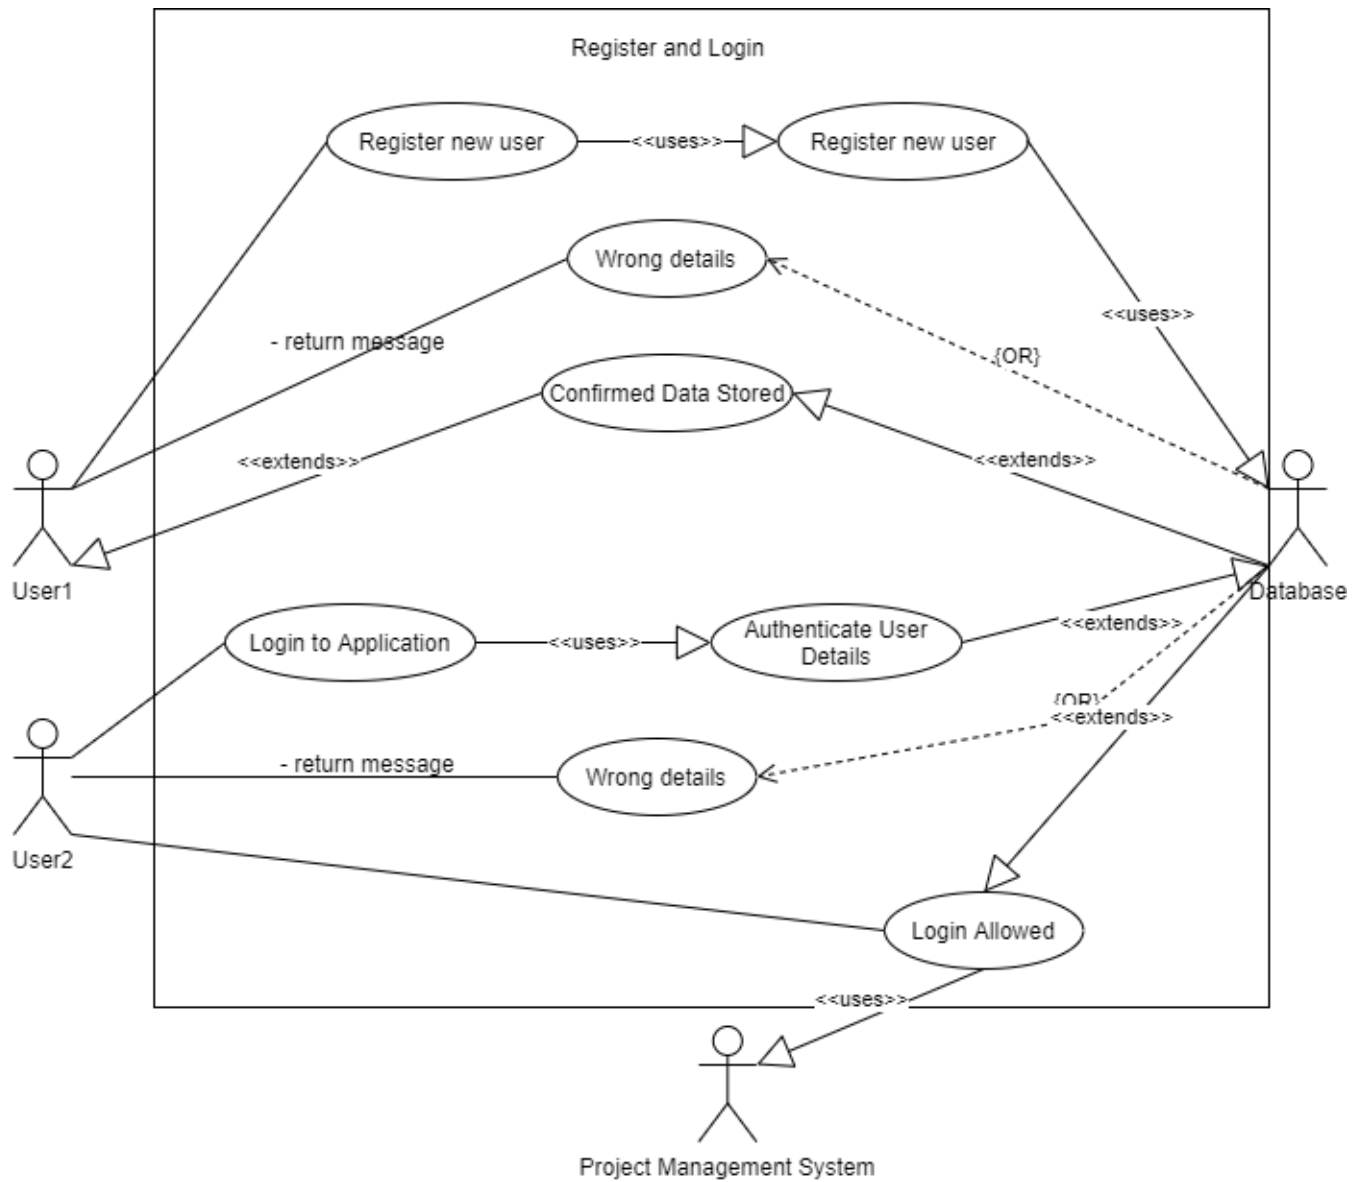 Register and Login
Register new user
<<uses>>
Register new user
Wrong details
<<uses>>
- return message
{OR}
Confirmed Data Stored
<<extends>>
<<extends>>
User1
Database
Login to Application
<<uses>>
Authenticate User
Details
<<extends>>
{OR}
<<extends>>
- return message
Wrong details
User2
Login Allowed
<<uses>>
Project Management System